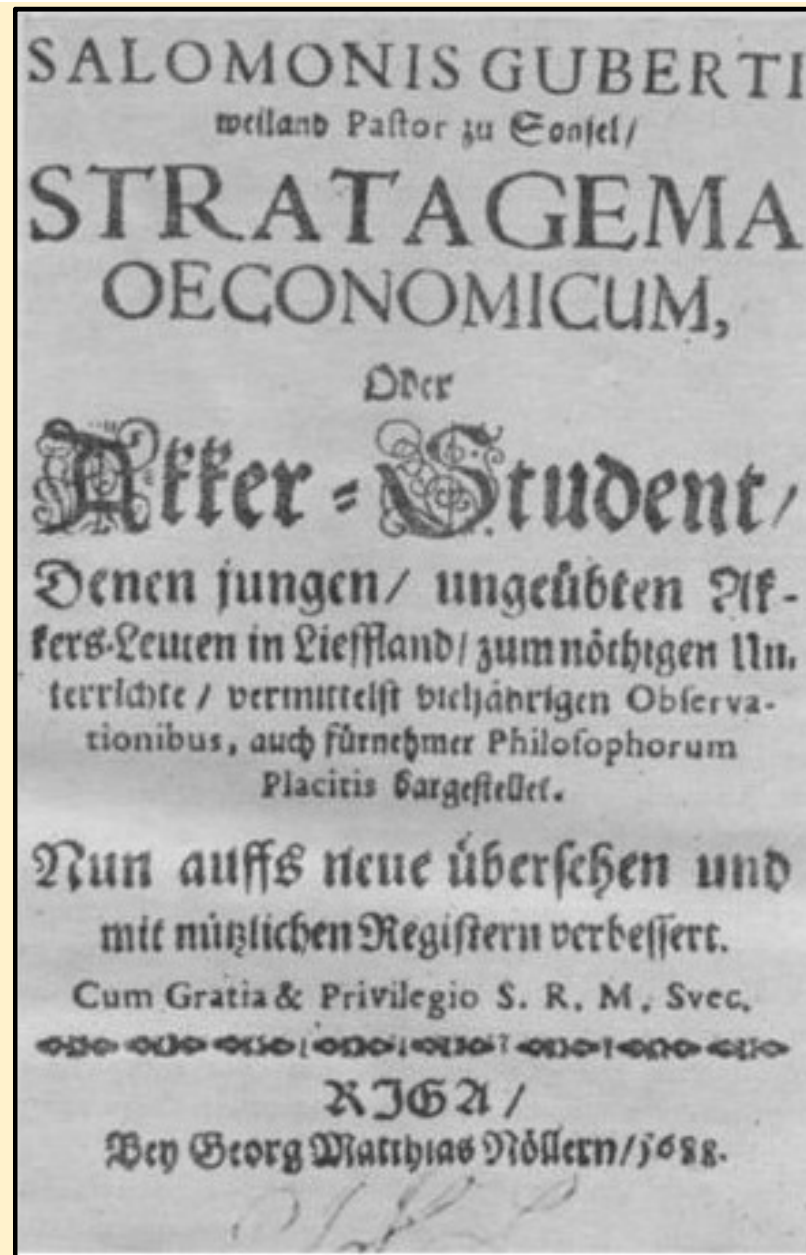 SALOMONIS GUBERTI
weiland Pastor zu Sonsel/
STRATAGEMA
OECONOMICUM,
Oder
Akker-Student/
Denen jungen/ ungeübten Ak-
kers-Leuten in Lieffland/ zum nöthigen Un-
terrichte / vermittelst vieljährigen Observa-
tionibus, auch fürnehmer Philosophorum
Placitis dargestellet.
Nun auffs neue übersehen und
mit nützlichen Registern verbessert.
Cum Gratia & Privilegio S. R. M. Svec.
RIGA /
Bey Georg Matthias Nöllern/ 1688.